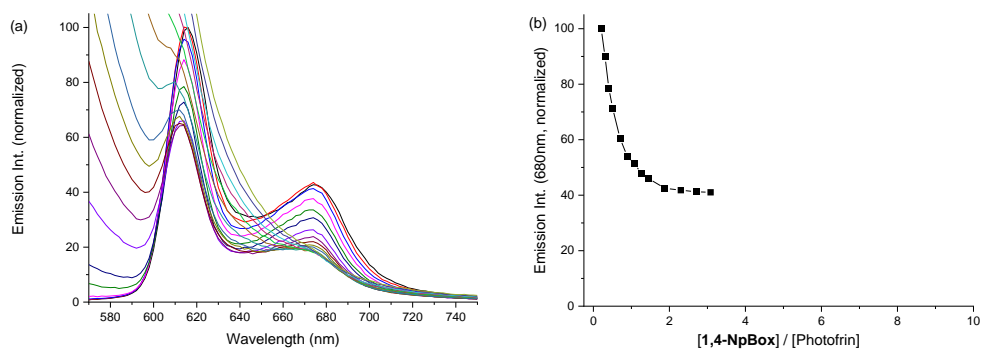 (a)
100
80
60
40
20
0
Emission Int. (normalized)
580 600 620 640 660 680 700 720 740
Wavelength (nm)
(b)
100
80
60
40
20
0
Emission Int. (680nm, normalized)
0 2 4 6 8 10
[1,4-NpBox] / [Photofrin]